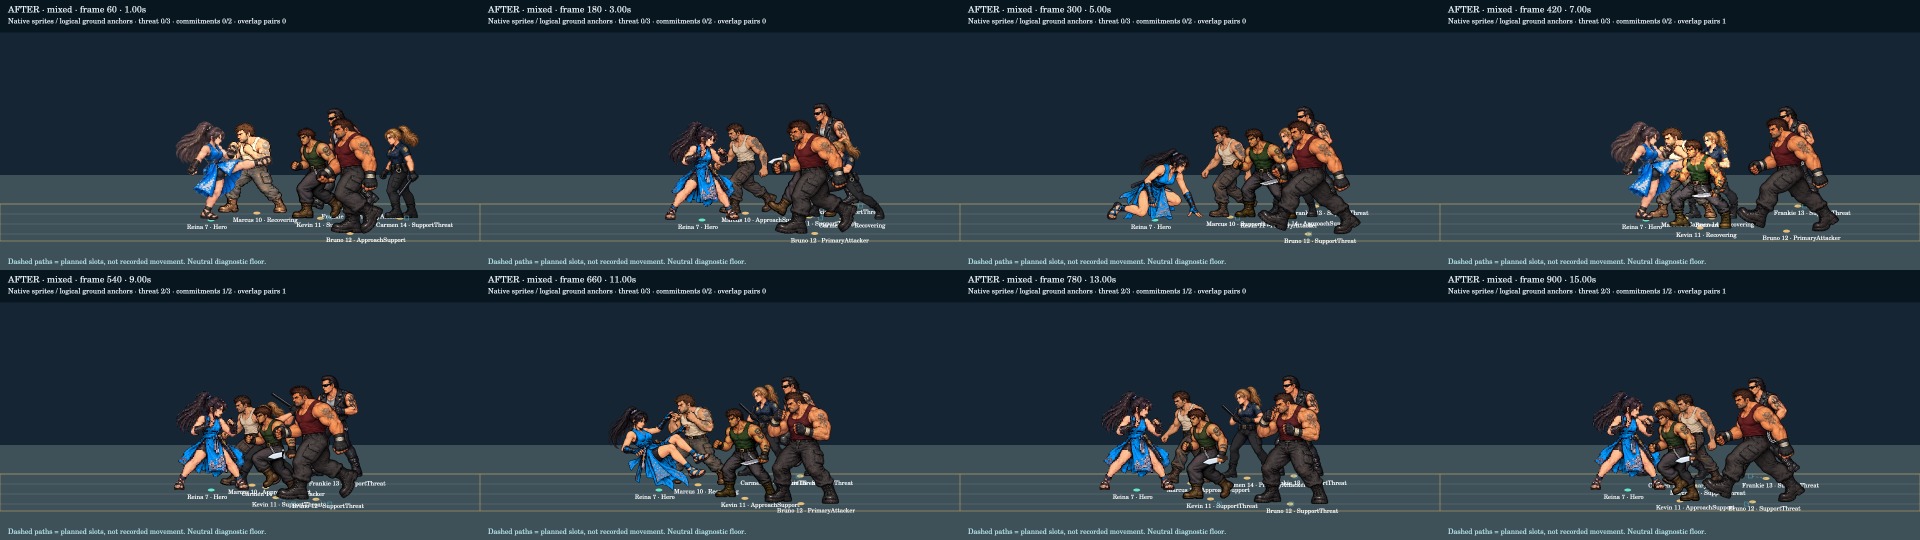 AFTER · mixed · frame 60 · 1.00s
Native sprites / logical ground anchors · threat 0/3 · commitments 0/2 · overlap pairs 0
Marcus 10 · Recovering
Reina 7 · Hero
Kevin 11 ·
Carmen 14 · SupportThreat
Bruno 12 · ApproachSupport
Dashed paths = planned slots, not recorded movement. Neutral diagnostic floor.
AFTER · mixed · frame 180 · 3.00s
Native sprites / logical ground anchors · threat 0/3 · commitments 0/2 · overlap pairs 0
Reina 7 · Hero
Bruno 12 · PrimaryAttacker
Dashed paths = planned slots, not recorded movement. Neutral diagnostic floor.
AFTER · mixed · frame 300 · 5.00s
Native sprites / logical ground anchors · threat 0/3 · commitments 0/2 · overlap pairs 0
Reina 7 · Hero
Bruno 12 · SupportThreat
Dashed paths = planned slots, not recorded movement. Neutral diagnostic floor.
AFTER · mixed · frame 420 · 7.00s
Native sprites / logical ground anchors · threat 0/3 · commitments 0/2 · overlap pairs 1
Frankie 13 ·
Reina 7 · Hero
Kevin 11 · Recovering
Bruno 12 · PrimaryAttacker
Dashed paths = planned slots, not recorded movement. Neutral diagnostic floor.
AFTER · mixed · frame 540 · 9.00s
Native sprites / logical ground anchors · threat 2/3 · commitments 1/2 · overlap pairs 1
Frankie 13 ·
Reina 7 · Hero
Kevin 11 ·
Dashed paths = planned slots, not recorded movement. Neutral diagnostic floor.
AFTER · mixed · frame 660 · 11.00s
Native sprites / logical ground anchors · threat 0/3 · commitments 0/2 · overlap pairs 0
Marcus 10 ·
Reina 7 · Hero
Kevin 11 · ApproachSupport
Bruno 12 · PrimaryAttacker
Dashed paths = planned slots, not recorded movement. Neutral diagnostic floor.
AFTER · mixed · frame 780 · 13.00s
Native sprites / logical ground anchors · threat 2/3 · commitments 1/2 · overlap pairs 0
Reina 7 · Hero
Kevin 11 · SupportThreat
Bruno 12 · SupportThreat
Dashed paths = planned slots, not recorded movement. Neutral diagnostic floor.
AFTER · mixed · frame 900 · 15.00s
Native sprites / logical ground anchors · threat 2/3 · commitments 1/2 · overlap pairs 1
Frankie 13 ·
Reina 7 · Hero
Kevin 11 ·
Bruno 12 · SupportThreat
Dashed paths = planned slots, not recorded movement. Neutral diagnostic floor.